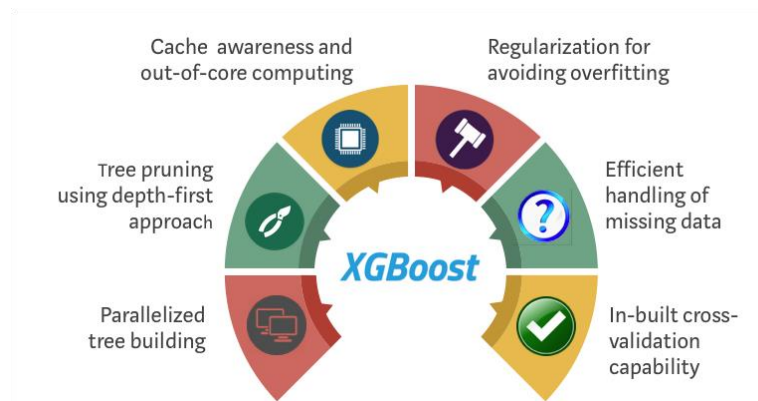 Cache awareness and
out-of-core computing
Regularization for
avoiding overfitting
Tree pruning
using depth-first
approach
Efficient
handling of
missing data
XGBoost
Parallelized
tree building
In-built cross-
validation
capability